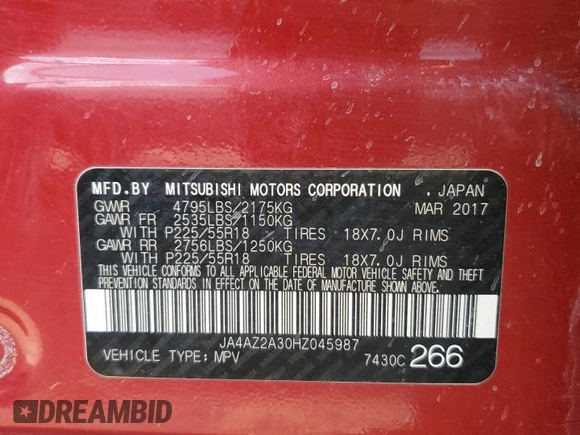 MFD.BY MITSUBISHI MOTORS CORPORATION , JAPAN
GVWR 4795LBS/2175KG MAR 2017
GAWR FR 2535LBS/1150KG
WITH P225/55R18 TIRES 18X7.0J RIMS
GAWR RR 2756LBS/1250KG
WITH P225/55R18 TIRES 18X7.0J RIMS
THIS VEHICLE CONFORMS TO ALL APPLICABLE FEDERAL MOTOR VEHICLE SAFETY AND THEFT
PREVENTION STANDARDS IN EFFECT ON THE DATE OF MANUFACTURE SHOWN ABOVE.
JA4AZ2A30HZ045987
VEHICLE TYPE:MPV 7430C 266
DREAMBID